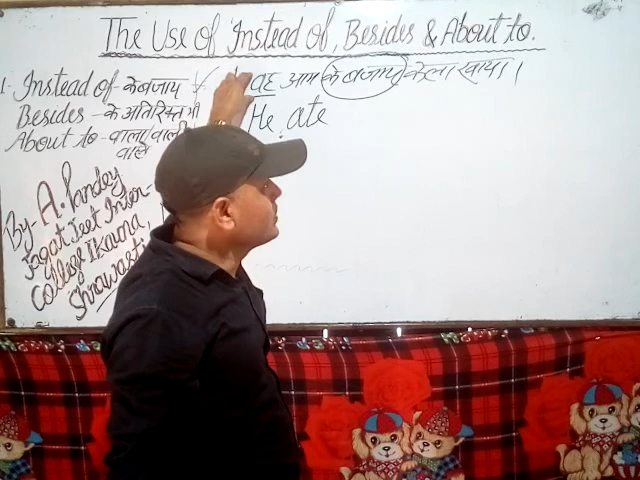 The Use of Instead of, Besides & About to.
1. Instead of - के बजाय
Besides - के अतिरिक्त भी
About to - वाला/वाली
वाले
वह आम के बजाय केला खाया।
He ate
By- A. Pandey
Jagat Jeet Inter-
College Ikauna,
Shrawasti